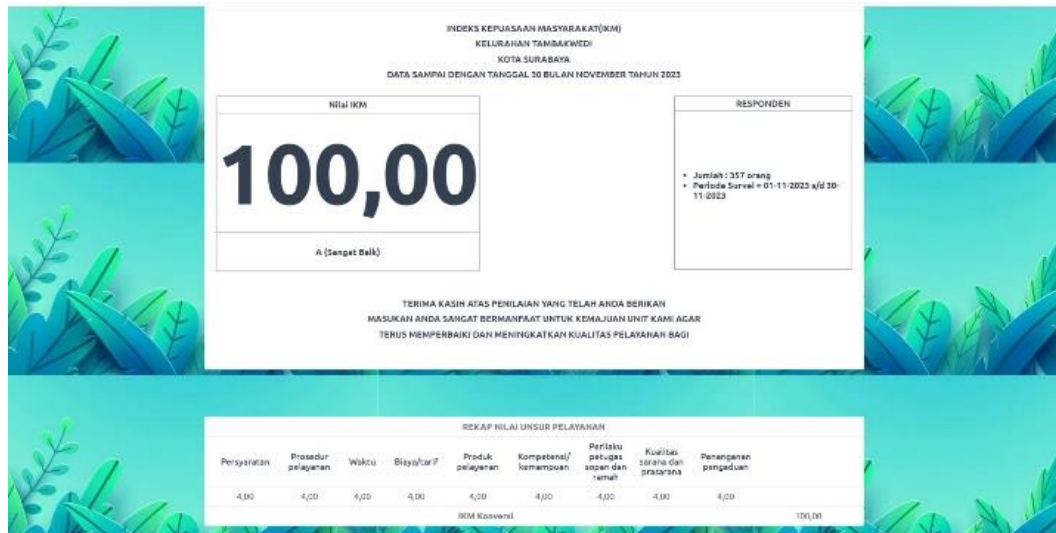 INDEKS KEPUASAAN MASYARAKAT(IKM)
KELURAHAN TAMBAKWEDI
KOTA SURABAYA
DATA SAMPAI DENGAN TANGGAL 30 BULAN NOVEMBER TAHUN 2023
Nilai IKM
100,00
A (Sangat Baik)
RESPONDEN
• Jumlah : 357 orang
• Periode Survei = 01-11-2023 s/d 30-
11-2023
TERIMA KASIH ATAS PENILAIAN YANG TELAH ANDA BERIKAN
MASUKAN ANDA SANGAT BERMANFAAT UNTUK KEMAJUAN UNIT KAMI AGAR
TERUS MEMPERBAIKI DAN MENINGKATKAN KUALITAS PELAYANAN BAGI
REKAP NILAI UNSUR PELAYANAN
Persyaratan
Prosedur
pelayanan
Waktu
Biaya/tarif
Produk
pelayanan
Kompetensi/
kemampuan
Perilaku
petugas
sopan dan
ramah
Kualitas
sarana dan
prasarana
Penanganan
pengaduan
4,00 4,00 4,00 4,00 4,00 4,00 4,00 4,00 4,00
IKM Konversi 100,00